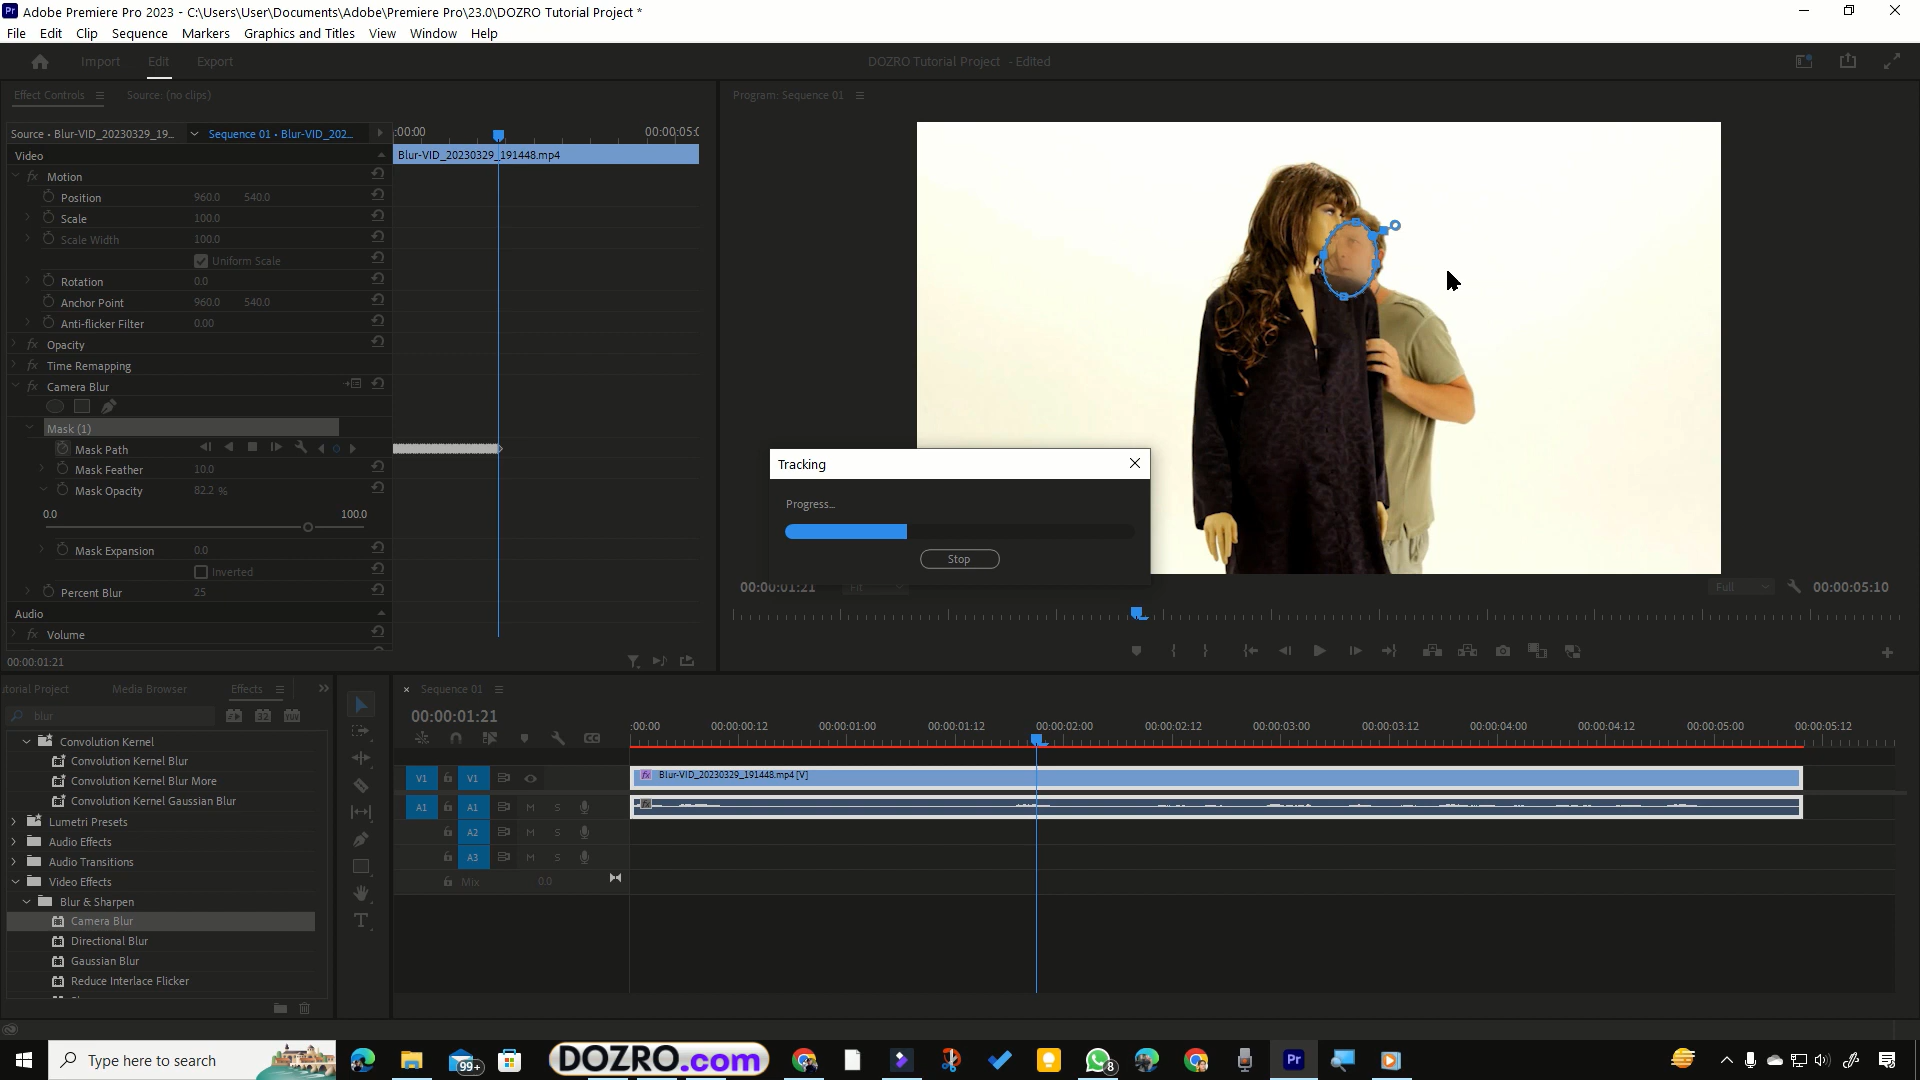 Adobe Premiere Pro 2023 - C:\Users\User\Documents\Adobe\Premiere Pro\23.0\DOZRO Tutorial Project *
File Edit Clip Sequence Markers Graphics and Titles View Window Help
Import Edit Export
DOZRO Tutorial Project - Edited
Effect Controls
Source: (no clips)
Program: Sequence 01
Source • Blur-VID_20230329_19...
Sequence 01 • Blur-VID_202...
:00:00
00:00:05:0
Video
Blur-VID_20230329_191448.mp4
fx Motion
Position 960.0 540.0
Scale 100.0
Scale Width 100.0
Uniform Scale
Rotation 0.0
Anchor Point 960.0 540.0
Anti-flicker Filter 0.00
fx Opacity
fx Time Remapping
fx Camera Blur
Mask (1)
Mask Path
Mask Feather 10.0
Mask Opacity 82.2 %
0.0 100.0
Mask Expansion 0.0
Inverted
Percent Blur 25
Audio
fx Volume
00:00:01:21
Tracking
Progress...
Stop
00:00:01:21
Fit
Full
00:00:05:10
utorial Project
Media Browser
Effects
blur
Convolution Kernel
Convolution Kernel Blur
Convolution Kernel Blur More
Convolution Kernel Gaussian Blur
Lumetri Presets
Audio Effects
Audio Transitions
Video Effects
Blur & Sharpen
Camera Blur
Directional Blur
Gaussian Blur
Reduce Interlace Flicker
Sequence 01
00:00:01:21
:00:00 00:00:00:12 00:00:01:00 00:00:01:12 00:00:02:00 00:00:02:12 00:00:03:00 00:00:03:12 00:00:04:00 00:00:04:12 00:00:05:00 00:00:05:12
V1 V1
fx Blur-VID_20230329_191448.mp4 [V]
A1 A1 M S
A2 M S
A3 M S
Mix 0.0
Type here to search
99+
DOZRO.com
8
Pr